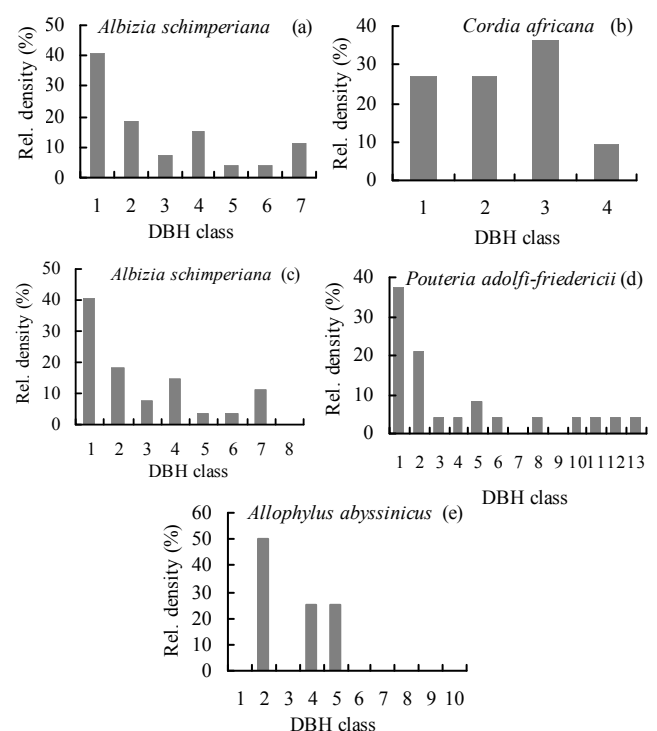 Albizia schimperiana (a)
Rel. density (%)
50
40
30
20
10
0
1 2 3 4 5 6 7
DBH class
Cordia africana (b)
Rel. density (%)
40
30
20
10
0
1 2 3 4
DBH class
Albizia schimperiana (c)
Rel. density (%)
50
40
30
20
10
0
1 2 3 4 5 6 7 8
DBH class
Pouteria adolfi-friedericii (d)
Rel. density (%)
40
30
20
10
0
1 2 3 4 5 6 7 8 9 10 11 12 13
DBH class
Allophylus abyssinicus (e)
Rel. density (%)
60
50
40
30
20
10
0
1 2 3 4 5 6 7 8 9 10
DBH class